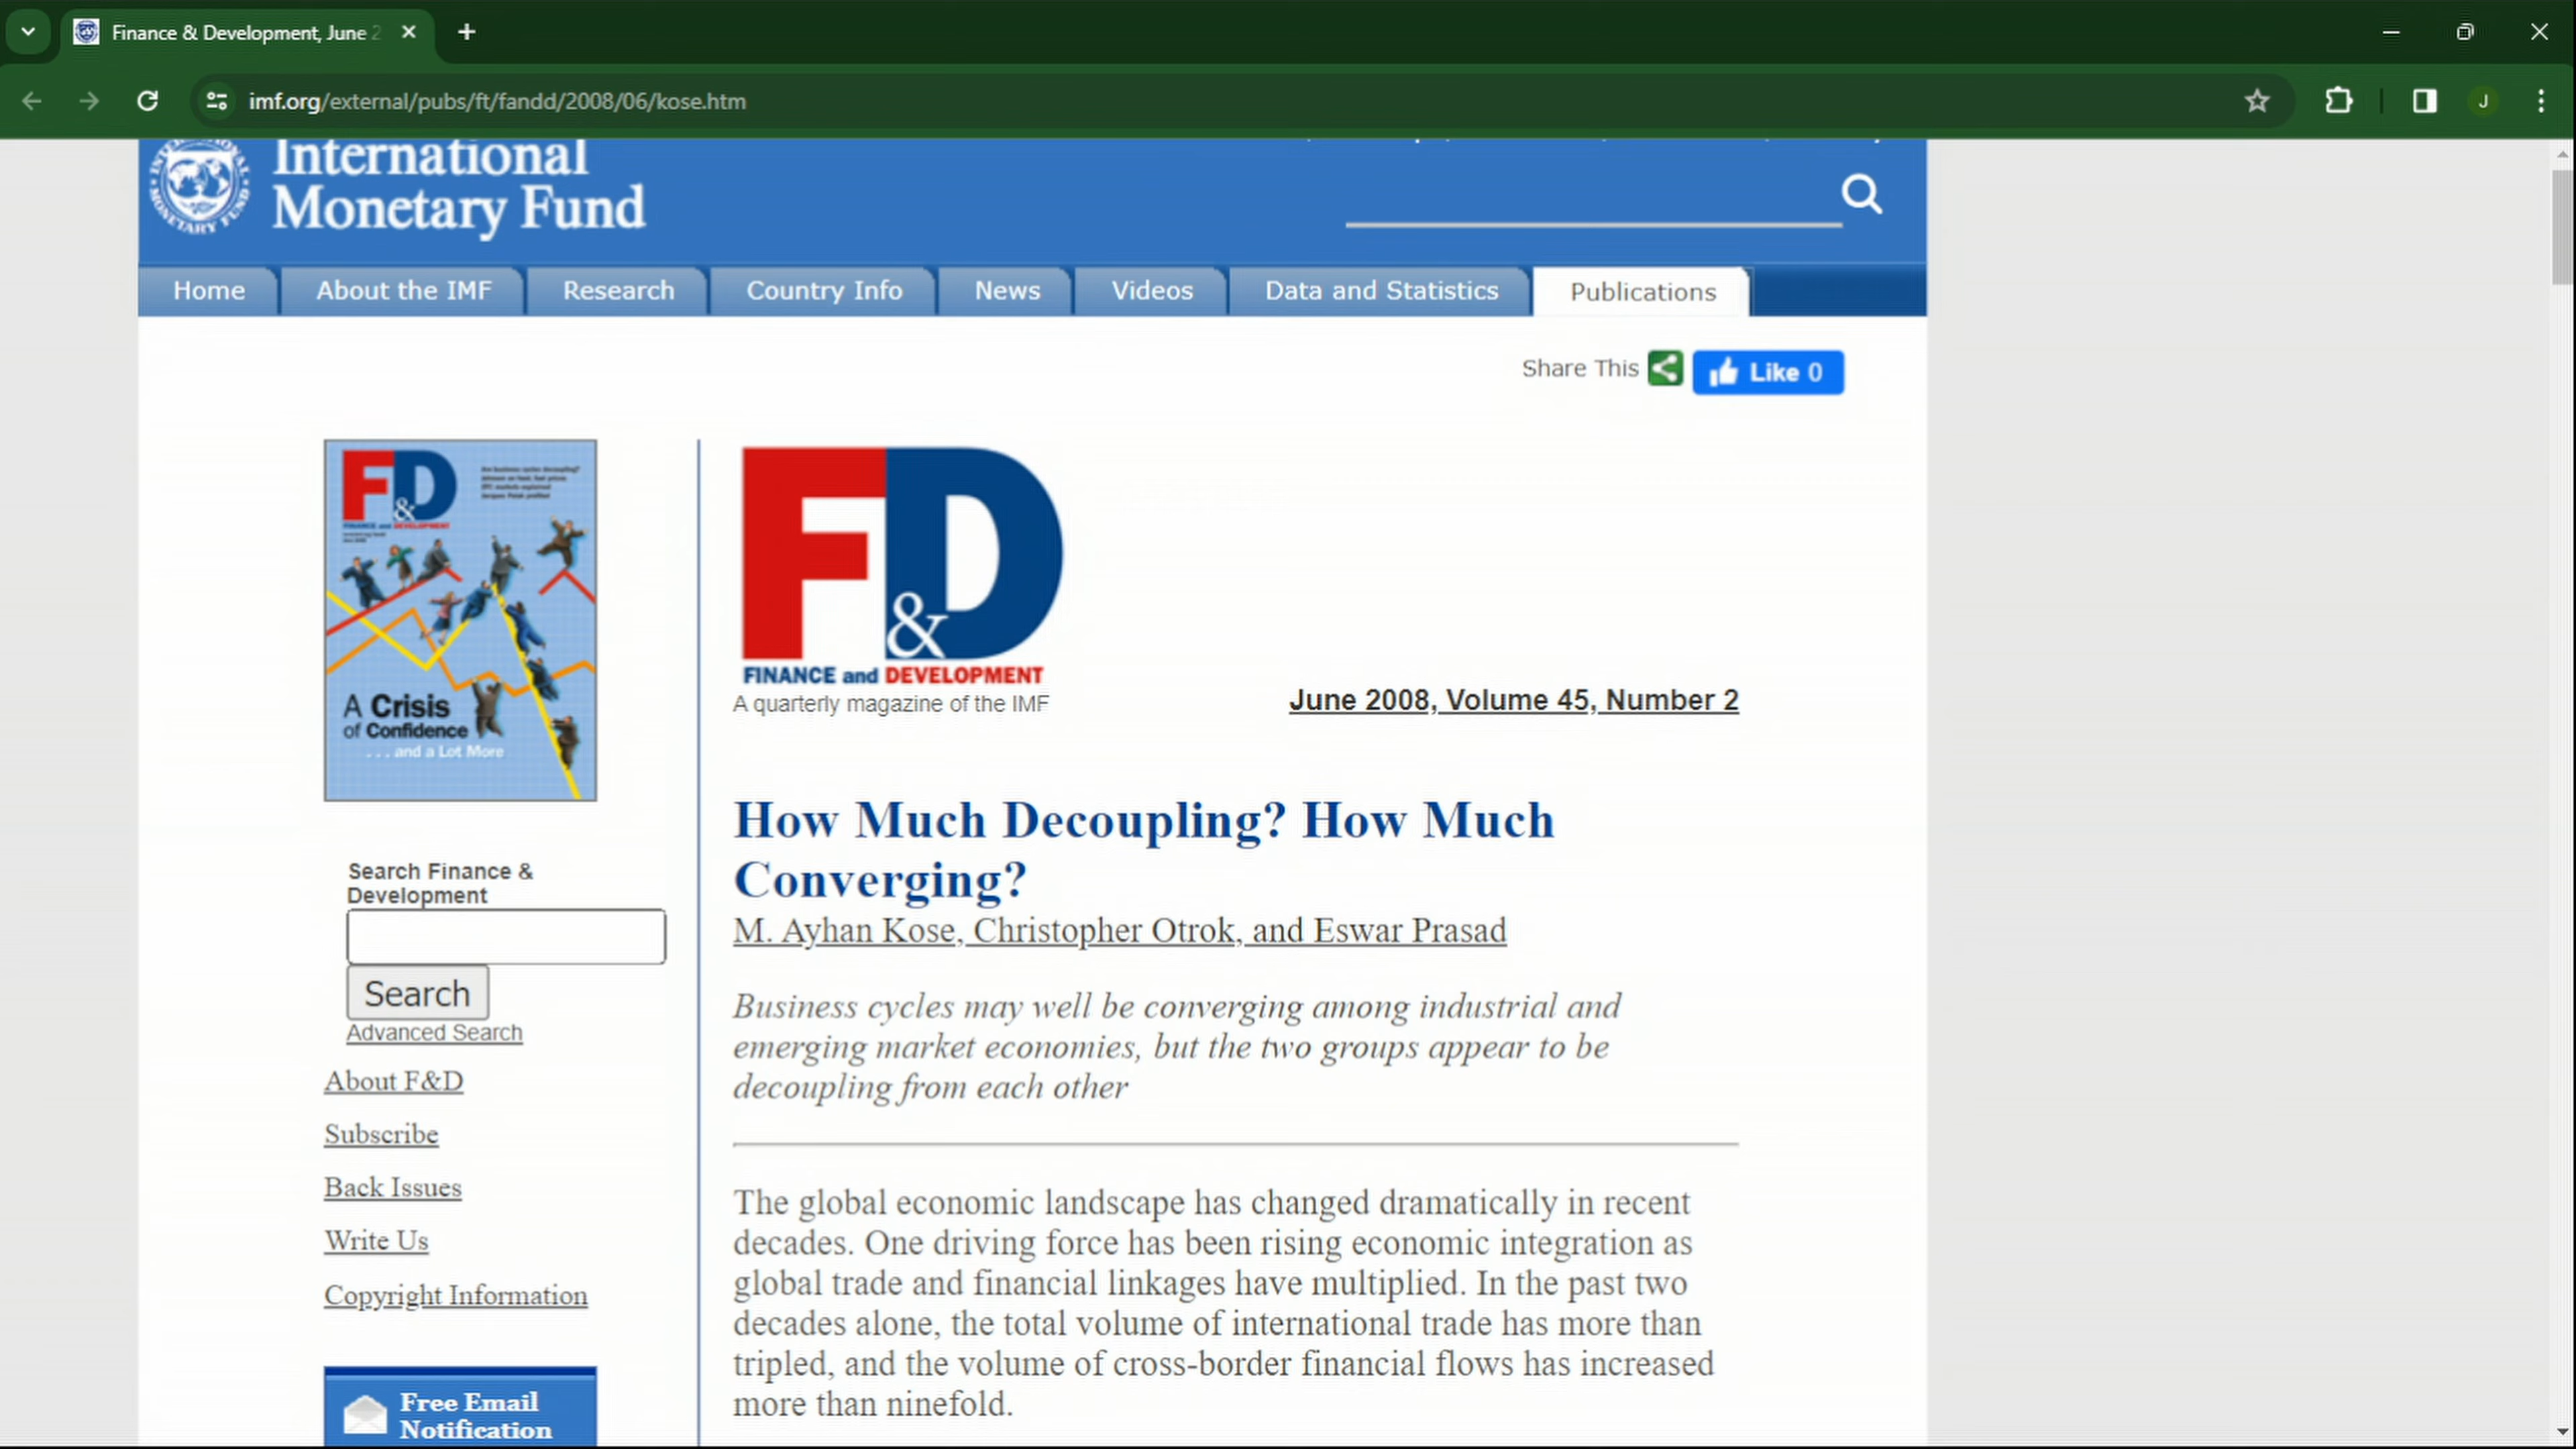 Finance & Development, June 2
imf.org/external/pubs/ft/fandd/2008/06/kose.htm
J
International
Monetary Fund
Home
About the IMF
Research
Country Info
News
Videos
Data and Statistics
Publications
Share This
Like 0
F&D
FINANCE and DEVELOPMENT
A Crisis
of Confidence
. . . and a Lot More
F&D
FINANCE and DEVELOPMENT
A quarterly magazine of the IMF
June 2008, Volume 45, Number 2
Search Finance &
Development
Search
Advanced Search
About F&D
Subscribe
Back Issues
Write Us
Copyright Information
Free Email
Notification
How Much Decoupling? How Much
Converging?
M. Ayhan Kose, Christopher Otrok, and Eswar Prasad
Business cycles may well be converging among industrial and
emerging market economies, but the two groups appear to be
decoupling from each other
The global economic landscape has changed dramatically in recent
decades. One driving force has been rising economic integration as
global trade and financial linkages have multiplied. In the past two
decades alone, the total volume of international trade has more than
tripled, and the volume of cross-border financial flows has increased
more than ninefold.